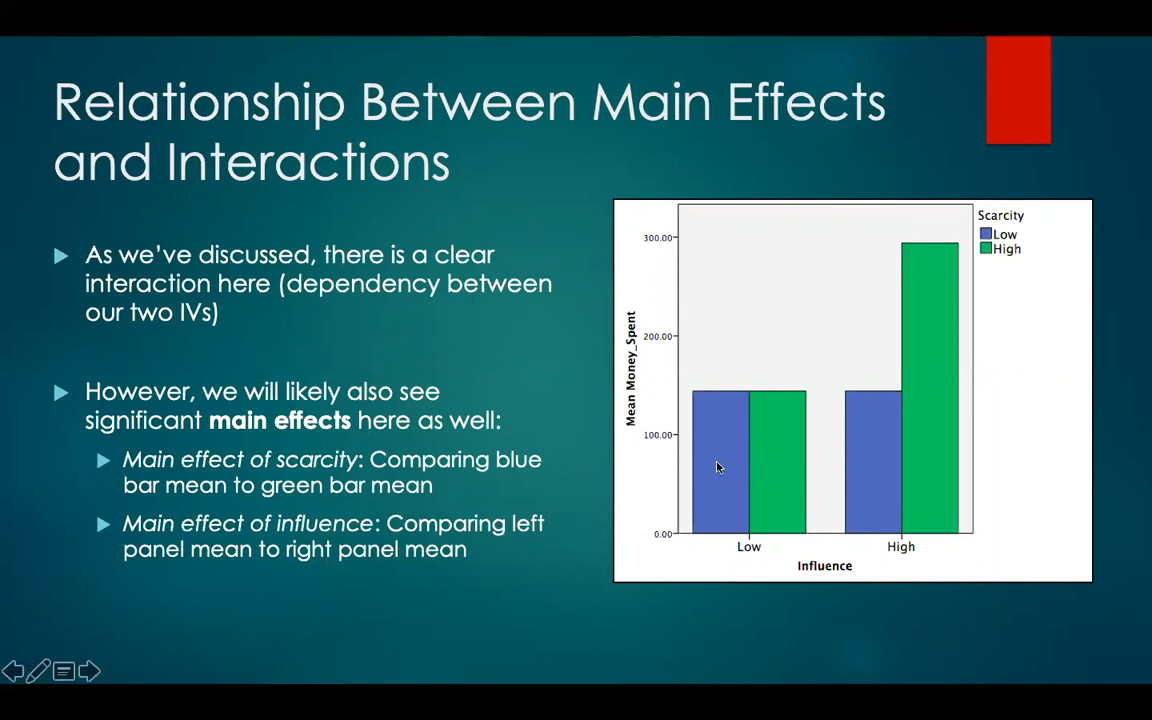 Relationship Between Main Effects
and Interactions
As we've discussed, there is a clear
interaction here (dependency between
our two IVs)
However, we will likely also see
significant main effects here as well:
Main effect of scarcity: Comparing blue
bar mean to green bar mean
Main effect of influence: Comparing left
panel mean to right panel mean
Scarcity
Low
High
300.00
200.00
100.00
0.00
Mean Money_Spent
Low
High
Influence